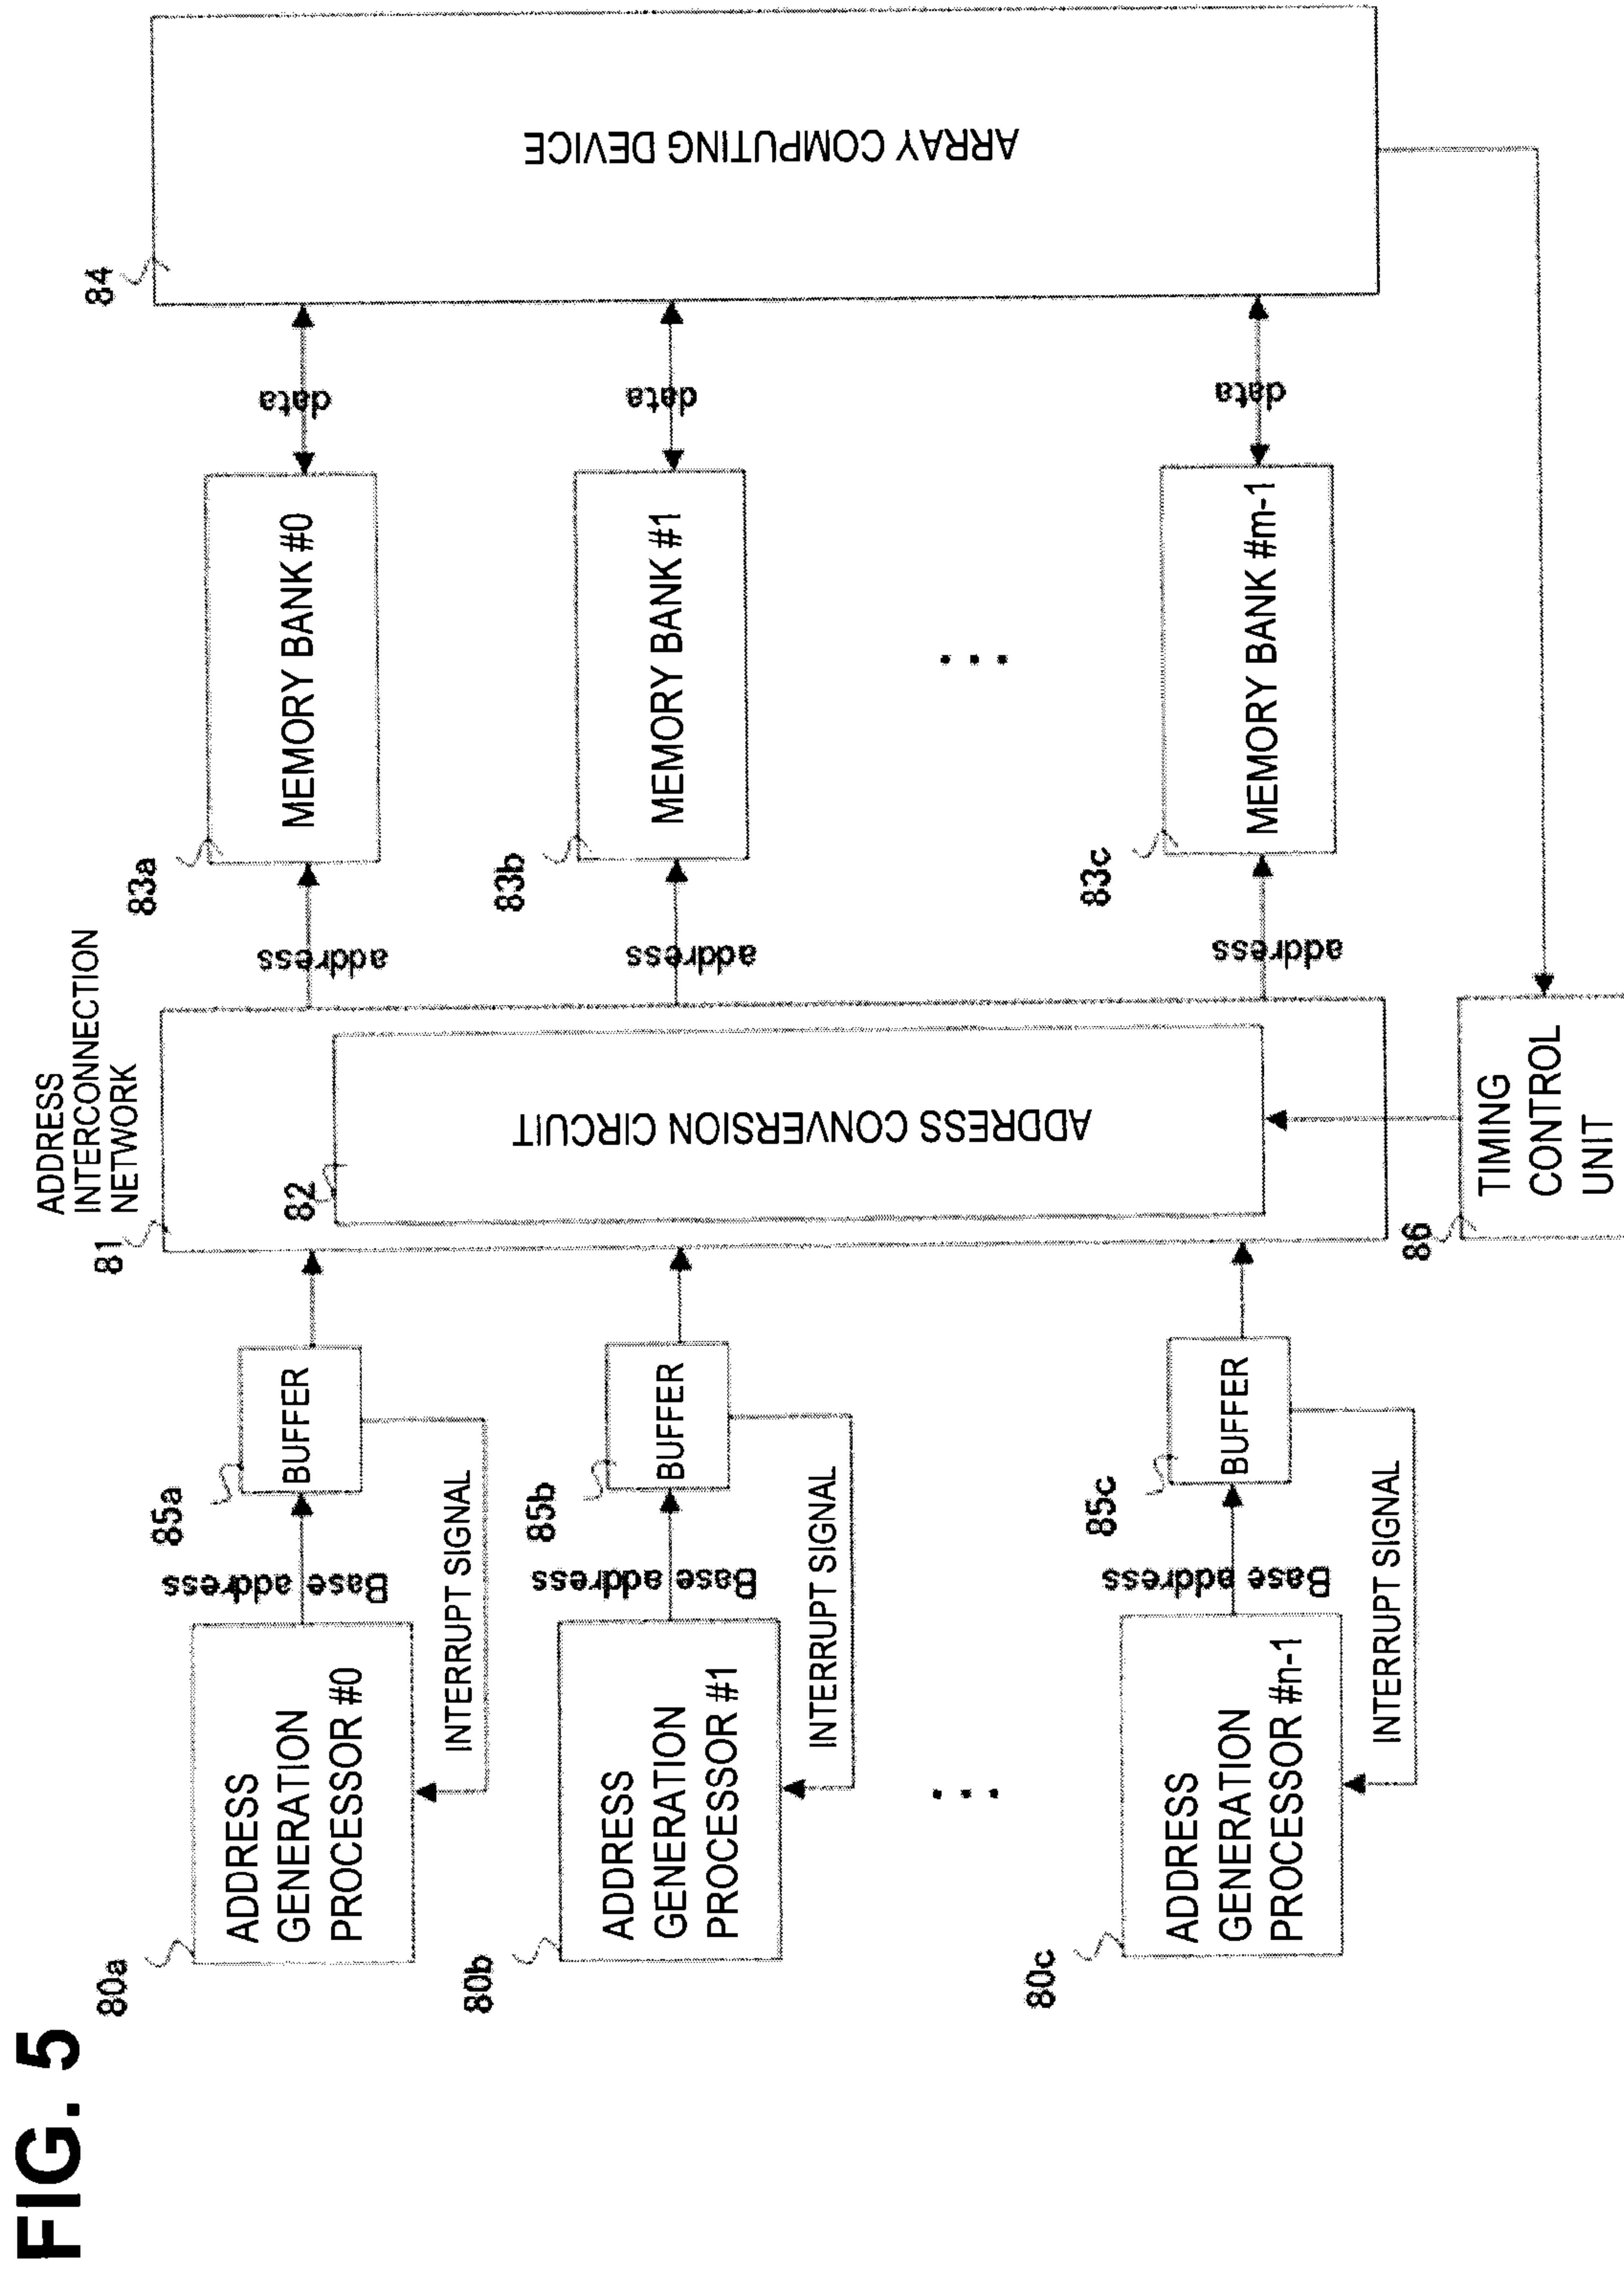 FIG. 5
80a
ADDRESS
GENERATION
PROCESSOR #0
Base address
85a
BUFFER
INTERRUPT SIGNAL
80b
ADDRESS
GENERATION
PROCESSOR #1
Base address
85b
BUFFER
INTERRUPT SIGNAL
80c
ADDRESS
GENERATION
PROCESSOR #n-1
Base address
85c
BUFFER
INTERRUPT SIGNAL
...
81
ADDRESS
INTERCONNECTION
NETWORK
82
ADDRESS CONVERSION CIRCUIT
86
TIMING
CONTROL
UNIT
address
83a
MEMORY BANK #0
data
address
83b
MEMORY BANK #1
data
...
address
83c
MEMORY BANK #m-1
data
84
ARRAY COMPUTING DEVICE